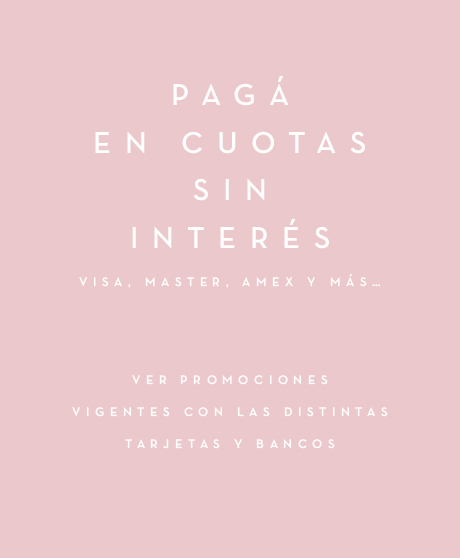 PAGÁ
EN CUOTAS
SIN
INTERÉS
VISA, MASTER, AMEX Y MÁS…
VER PROMOCIONES
VIGENTES CON LAS DISTINTAS
TARJETAS Y BANCOS